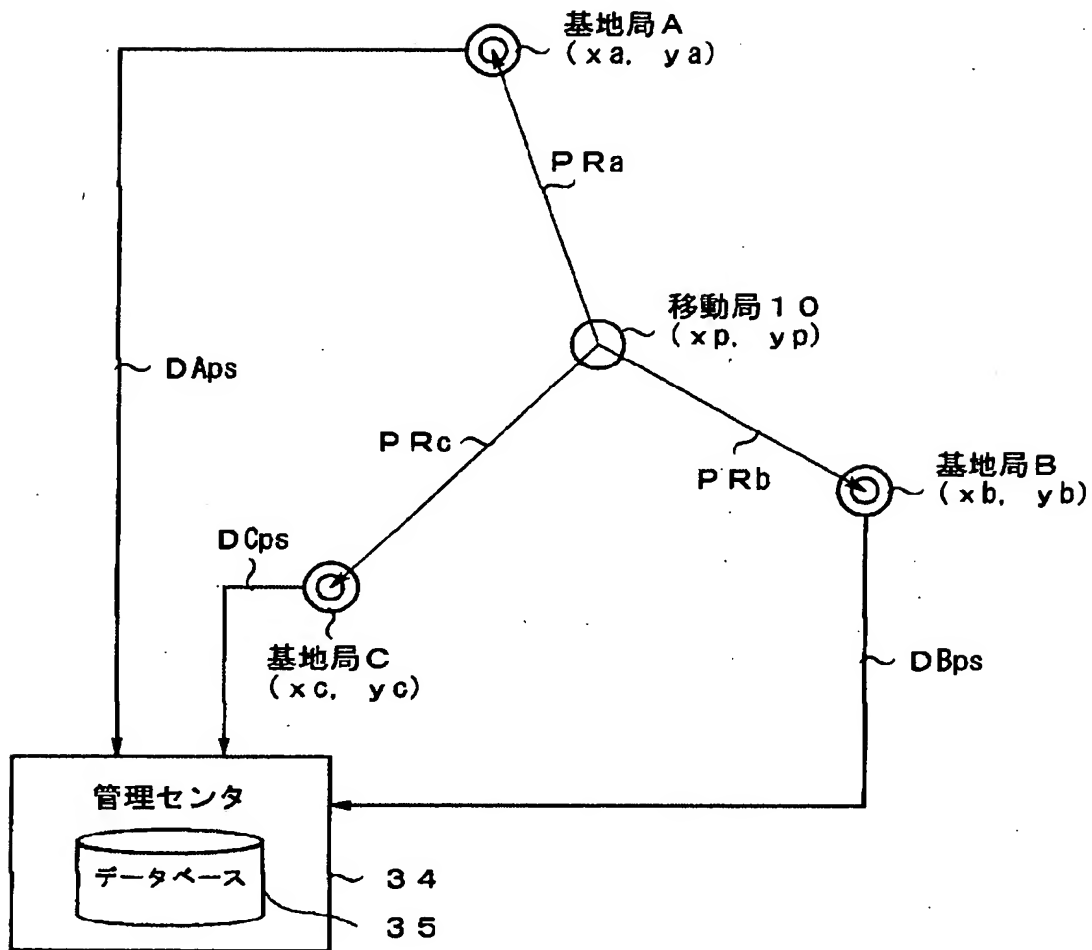 基地局A
(xa, ya)
PRa
移動局10
(xp, yp)
DAps
PRc
PRb
基地局B
(xb, yb)
DCps
基地局C
(xc, yc)
DBps
管理センタ
データベース
34
35